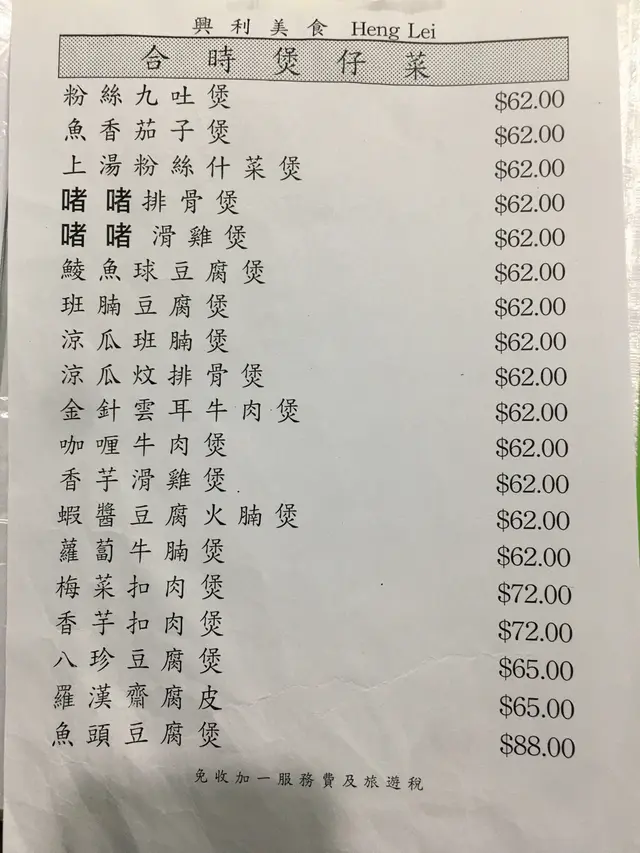 興利美食 Heng Lei
合時煲仔菜
粉絲九吐煲 $62.00
魚香茄子煲 $62.00
上湯粉絲什菜煲 $62.00
啫啫排骨煲 $62.00
啫啫滑雞煲 $62.00
鯪魚球豆腐煲 $62.00
班腩豆腐煲 $62.00
涼瓜班腩煲 $62.00
涼瓜炆排骨煲 $62.00
金針雲耳牛肉煲 $62.00
咖喱牛肉煲 $62.00
香芋滑雞煲 $62.00
蝦醬豆腐火腩煲 $62.00
蘿蔔牛腩煲 $62.00
梅菜扣肉煲 $72.00
香芋扣肉煲 $72.00
八珍豆腐煲 $65.00
羅漢齋腐皮 $65.00
魚頭豆腐煲 $88.00
免收加一服務費及旅遊稅